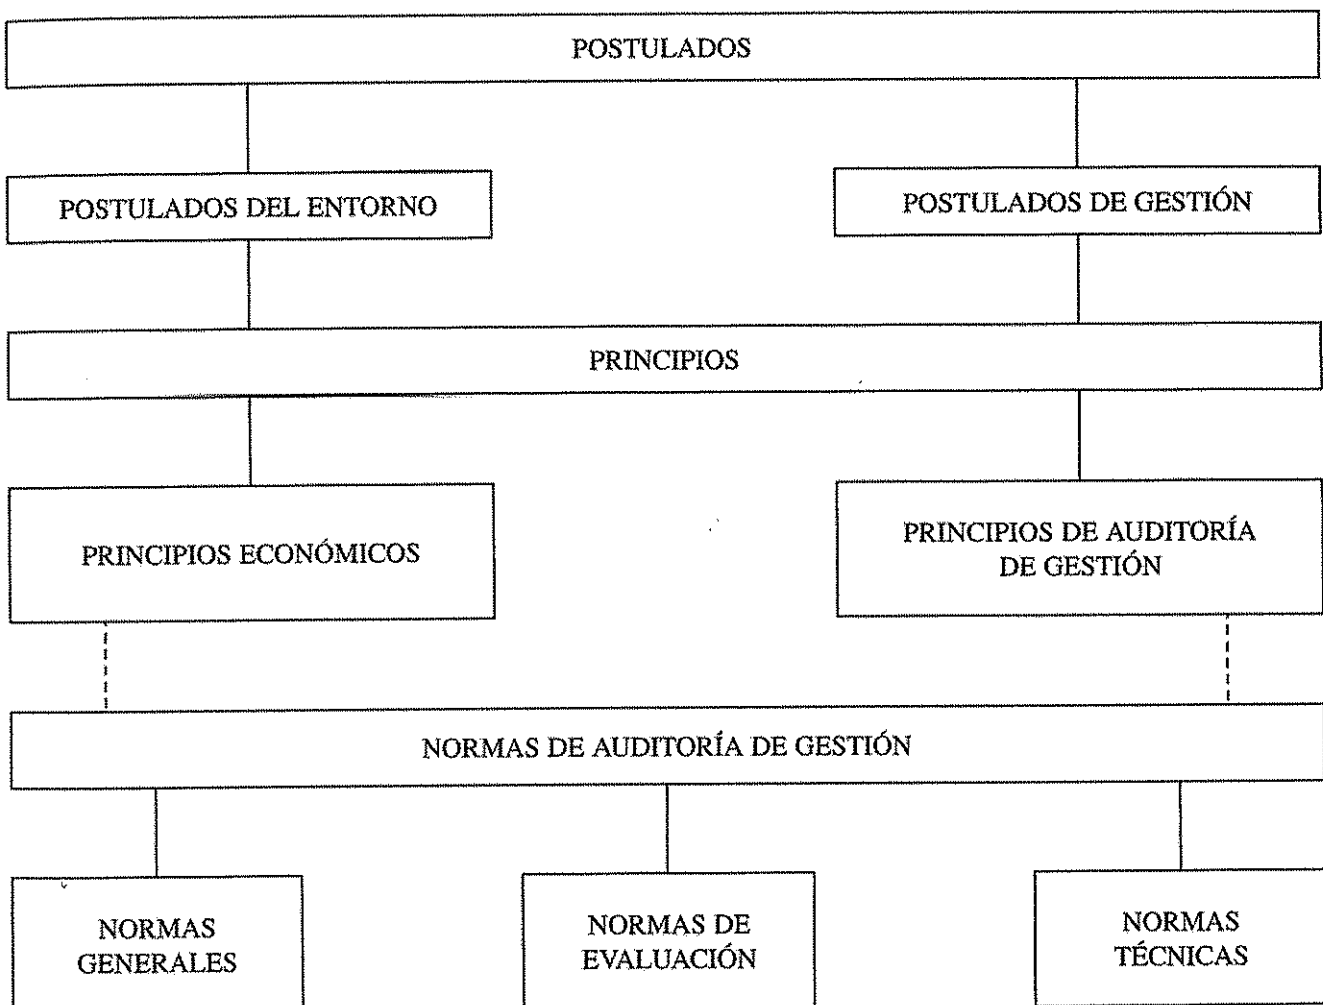 POSTULADOS
POSTULADOS DEL ENTORNO
POSTULADOS DE GESTIÓN
PRINCIPIOS
PRINCIPIOS ECONÓMICOS
PRINCIPIOS DE AUDITORÍA
DE GESTIÓN
NORMAS DE AUDITORÍA DE GESTIÓN
NORMAS
GENERALES
NORMAS DE
EVALUACIÓN
NORMAS
TÉCNICAS